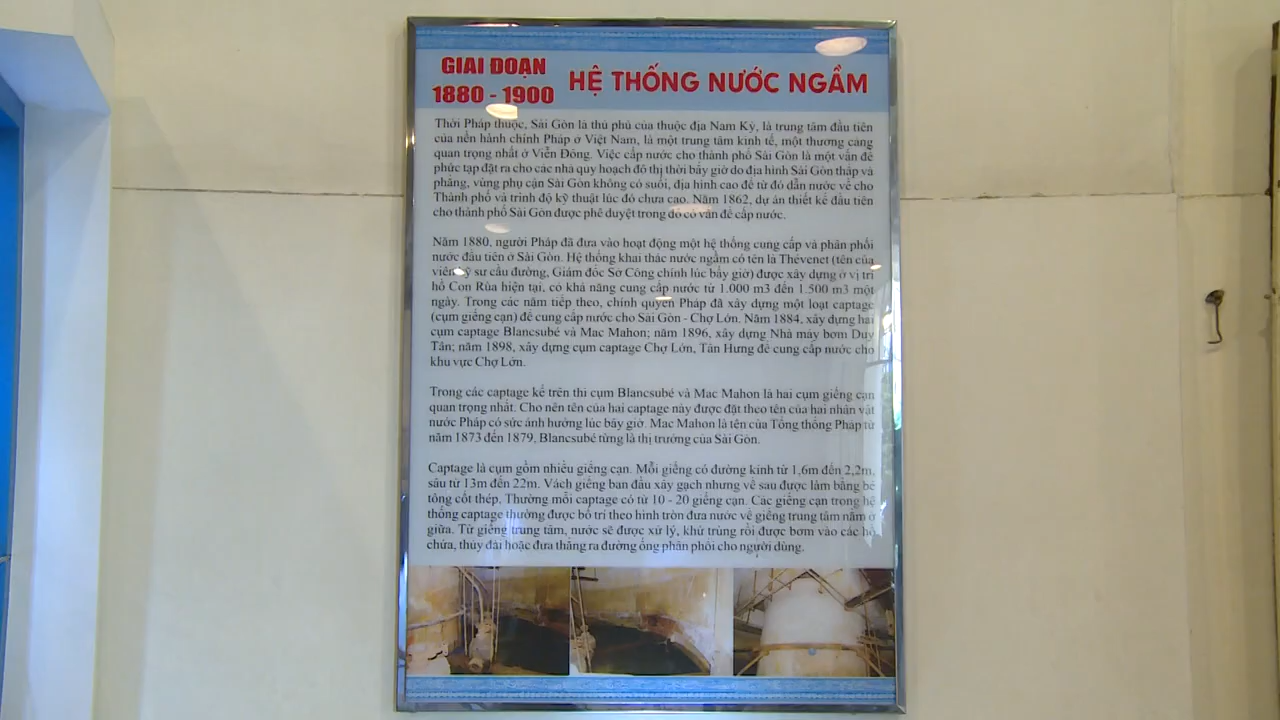 GIAI ĐOẠN
1880 - 1900
HỆ THỐNG NƯỚC NGẦM
Thời Pháp thuộc, Sài Gòn là thủ phủ của thuộc địa Nam Kỳ, là trung tâm đầu tiên
của nền hành chính Pháp ở Việt Nam, là một trung tâm kinh tế, một thương cảng
quan trọng nhất ở Viễn Đông. Việc cấp nước cho thành phố Sài Gòn là một vấn đề
phức tạp đặt ra cho các nhà quy hoạch đô thị thời bấy giờ do địa hình Sài Gòn thấp và
phẳng, vùng phụ cận Sài Gòn không có suối, địa hình cao để từ đó dẫn nước về cho
Thành phố và trình độ kỹ thuật lúc đó chưa cao. Năm 1862, dự án thiết kế đầu tiên
cho thành phố Sài Gòn được phê duyệt trong đó có vấn đề cấp nước.
Năm 1880, người Pháp đã đưa vào hoạt động một hệ thống cung cấp và phân phối
nước đầu tiên ở Sài Gòn. Hệ thống khai thác nước ngầm có tên là Thévenet (tên của
viên kỹ sư cầu đường, Giám đốc Sở Công chính lúc bấy giờ) được xây dựng ở vị trí
hồ Con Rùa hiện tại, có khả năng cung cấp nước từ 1.000 m3 đến 1.500 m3 một
ngày. Trong các năm tiếp theo, chính quyền Pháp đã xây dựng một loạt captage
(cụm giếng cạn) để cung cấp nước cho Sài Gòn - Chợ Lớn. Năm 1884, xây dựng hai
cụm captage Blancsubé và Mac Mahon; năm 1896, xây dựng Nhà máy bơm Duy
Tân; năm 1898, xây dựng cụm captage Chợ Lớn, Tân Hưng để cung cấp nước cho
khu vực Chợ Lớn.
Trong các captage kể trên thì cụm Blancsubé và Mac Mahon là hai cụm giếng cạn
quan trọng nhất. Cho nên tên của hai captage này được đặt theo tên của hai nhân vật
nước Pháp có sức ảnh hưởng lúc bấy giờ. Mac Mahon là tên của Tổng thống Pháp từ
năm 1873 đến 1879, Blancsubé từng là thị trưởng của Sài Gòn.
Captage là cụm gồm nhiều giếng cạn. Mỗi giếng có đường kính từ 1,6m đến 2,2m,
sâu từ 13m đến 22m. Vách giếng ban đầu xây gạch nhưng về sau được làm bằng bê
tông cốt thép. Thường mỗi captage có từ 10 - 20 giếng cạn. Các giếng cạn trong hệ
thống captage thường được bố trí theo hình tròn đưa nước về giếng trung tâm nằm ở
giữa. Từ giếng trung tâm, nước sẽ được xử lý, khử trùng rồi được bơm vào các hồ
chứa, thủy đài hoặc đưa thẳng ra đường ống phân phối cho người dùng.